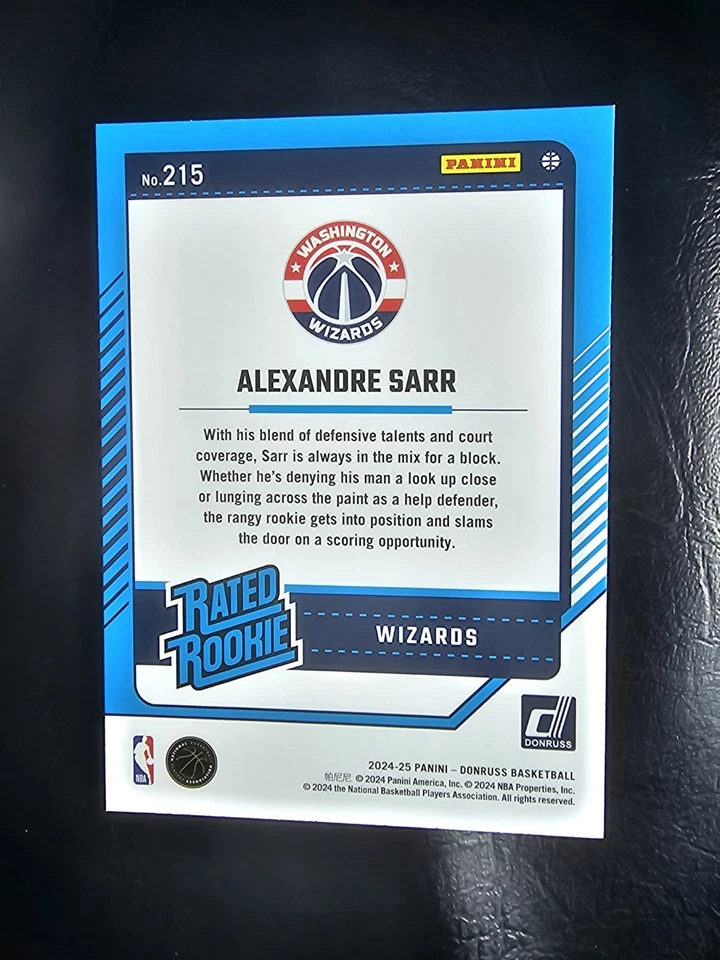 No.215
PANINI
WASHINGTON
WIZARDS
ALEXANDRE SARR
With his blend of defensive talents and court
coverage, Sarr is always in the mix for a block.
Whether he's denying his man a look up close
or lunging across the paint as a help defender,
the rangy rookie gets into position and slams
the door on a scoring opportunity.
RATED
ROOKIE
WIZARDS
DONRUSS
NBA
2024-25 PANINI – DONRUSS BASKETBALL
帕尼尼 © 2024 Panini America, Inc. © 2024 NBA Properties, Inc.
© 2024 the National Basketball Players Association. All rights reserved.